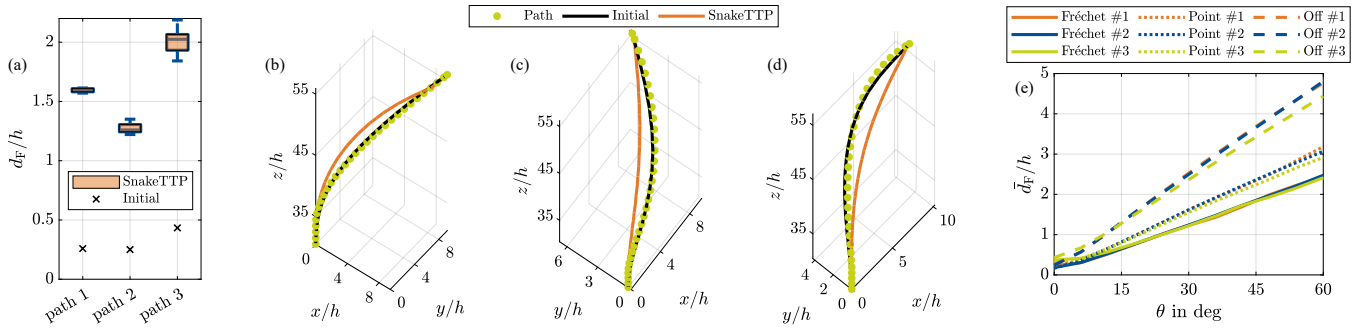 (a)
2
1.5
1
0.5
0
d_F/h
SnakeTTP
Initial
path 1
path 2
path 3
Path
Initial
SnakeTTP
(b)
55
45
35
z/h
0
4
8
x/h
0
4
8
y/h
(c)
55
45
35
z/h
6
3
0
y/h
0
4
8
x/h
(d)
55
45
35
z/h
4
2
0
y/h
0
5
10
x/h
Fréchet #1 Point #1 Off #1
Fréchet #2 Point #2 Off #2
Fréchet #3 Point #3 Off #3
(e)
5
4
3
2
1
0
d̄_F/h
0 15 30 45 60
θ in deg